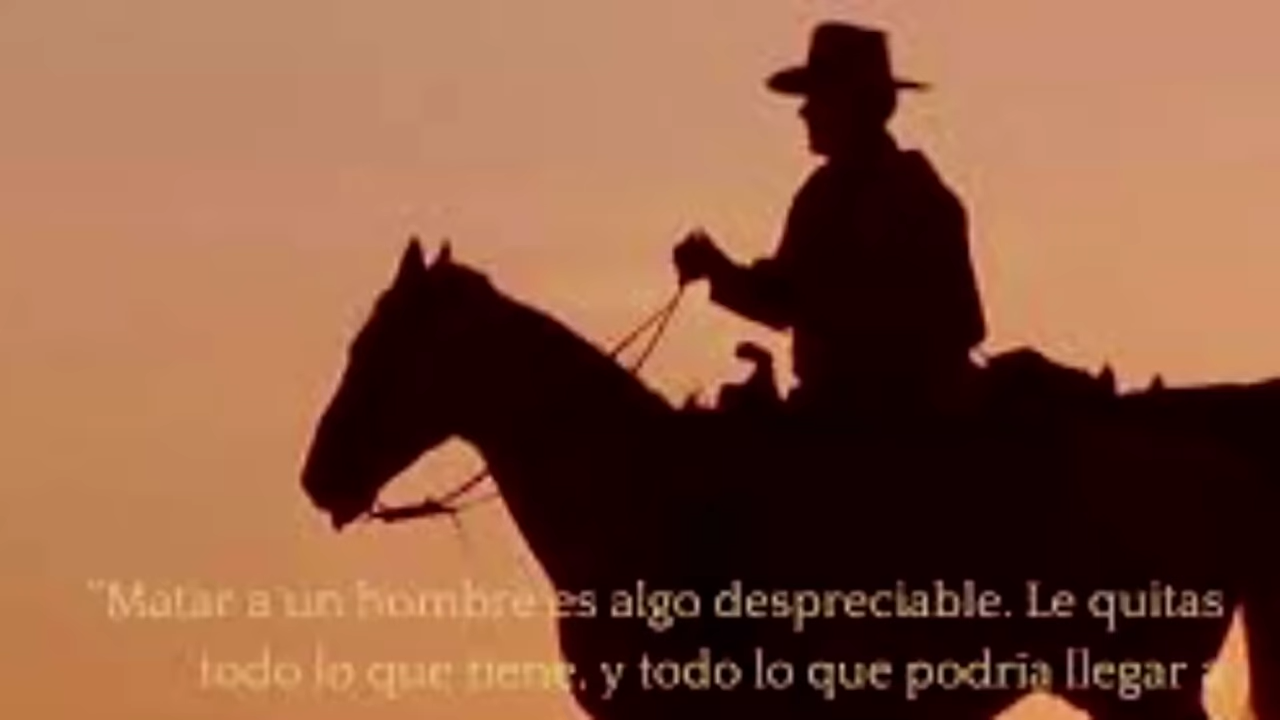 "Matar a un hombre es algo despreciable. Le quitas
todo lo que tiene, y todo lo que podría llegar a